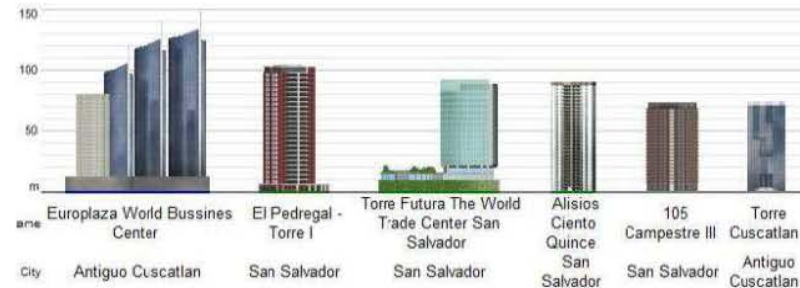 150
100
50
m
ame
Europlaza World Bussines
Center
El Pedregal -
Torre I
Torre Futura The World
Trade Center San
Salvador
Alisios
Ciento
Quince
105
Campestre III
Torre
Cuscatlan
City
Antiguo Cuscatlan
San Salvador
San Salvador
San
Salvador
San Salvador
Antiguo
Cuscatlan